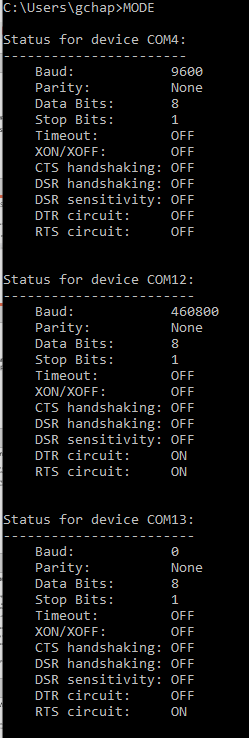 C:\Users\gchap>MODE
Status for device COM4:
-----------------------
Baud: 9600
Parity: None
Data Bits: 8
Stop Bits: 1
Timeout: OFF
XON/XOFF: OFF
CTS handshaking: OFF
DSR handshaking: OFF
DSR sensitivity: OFF
DTR circuit: OFF
RTS circuit: OFF
Status for device COM12:
------------------------
Baud: 460800
Parity: None
Data Bits: 8
Stop Bits: 1
Timeout: OFF
XON/XOFF: OFF
CTS handshaking: OFF
DSR handshaking: OFF
DSR sensitivity: OFF
DTR circuit: ON
RTS circuit: ON
Status for device COM13:
------------------------
Baud: 0
Parity: None
Data Bits: 8
Stop Bits: 1
Timeout: OFF
XON/XOFF: OFF
CTS handshaking: OFF
DSR handshaking: OFF
DSR sensitivity: OFF
DTR circuit: OFF
RTS circuit: ON